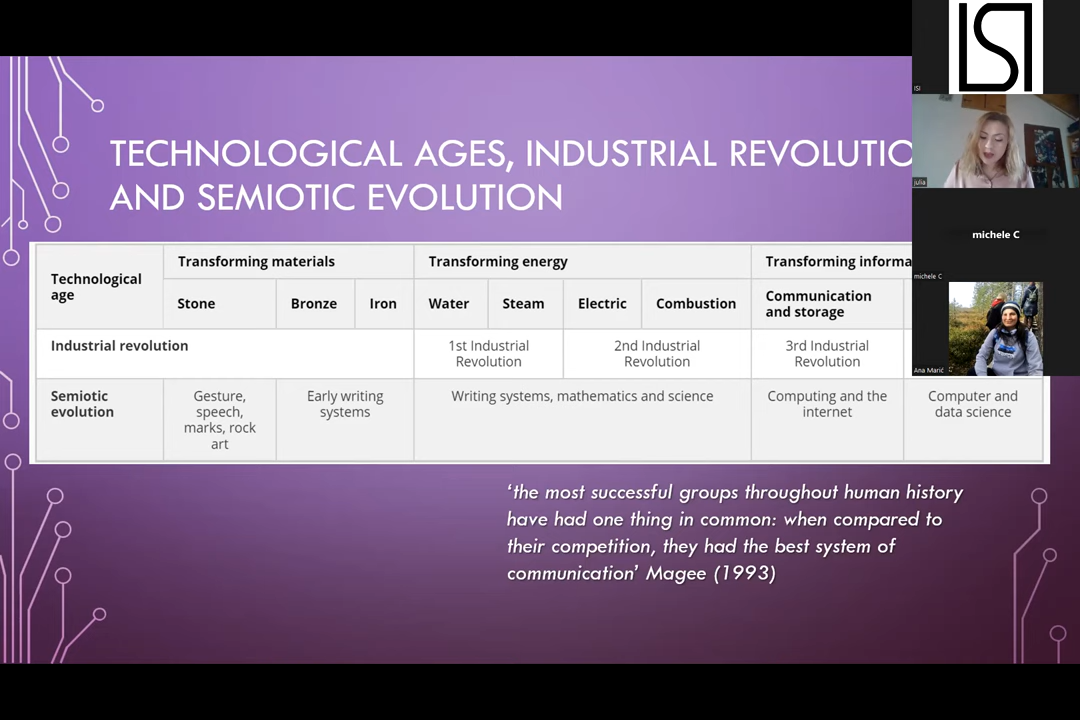 TECHNOLOGICAL AGES, INDUSTRIAL REVOLUTIO
AND SEMIOTIC EVOLUTION
Technological
age
Transforming materials
Transforming energy
Transforming informa
Stone
Bronze
Iron
Water
Steam
Electric
Combustion
Communication
and storage
Industrial revolution
1st Industrial
Revolution
2nd Industrial
Revolution
3rd Industrial
Revolution
Semiotic
evolution
Gesture,
speech,
marks, rock
art
Early writing
systems
Writing systems, mathematics and science
Computing and the
internet
Computer and
data science
‘the most successful groups throughout human history
have had one thing in common: when compared to
their competition, they had the best system of
communication’ Magee (1993)
ISI
ISI
julia
michele C
michele C
Ana Marić